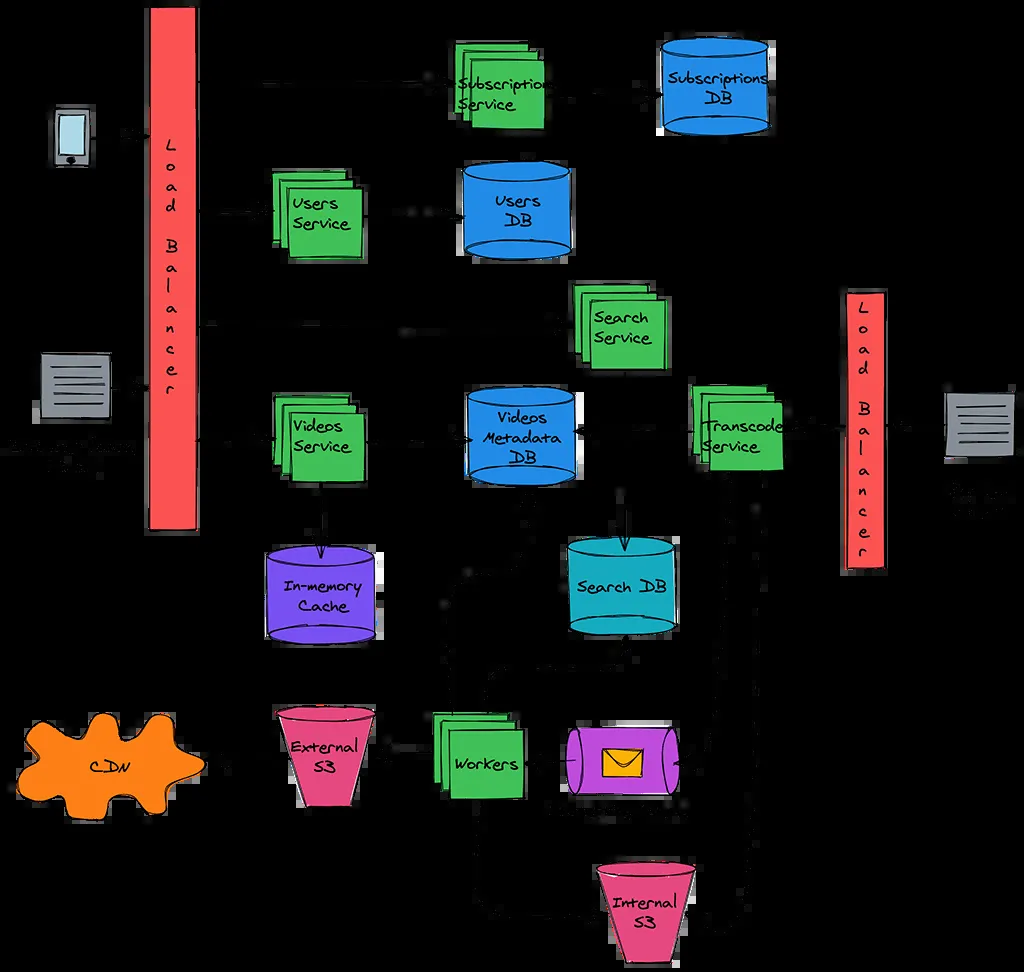 Subscription
Service
Subscriptions
DB
Load Balancer
Users
Service
Users
DB
Search
Service
Load Balancer
Videos
Service
Videos
Metadata
DB
Transcode
Service
In-memory
Cache
Search DB
CDN
External
S3
Workers
Internal
S3